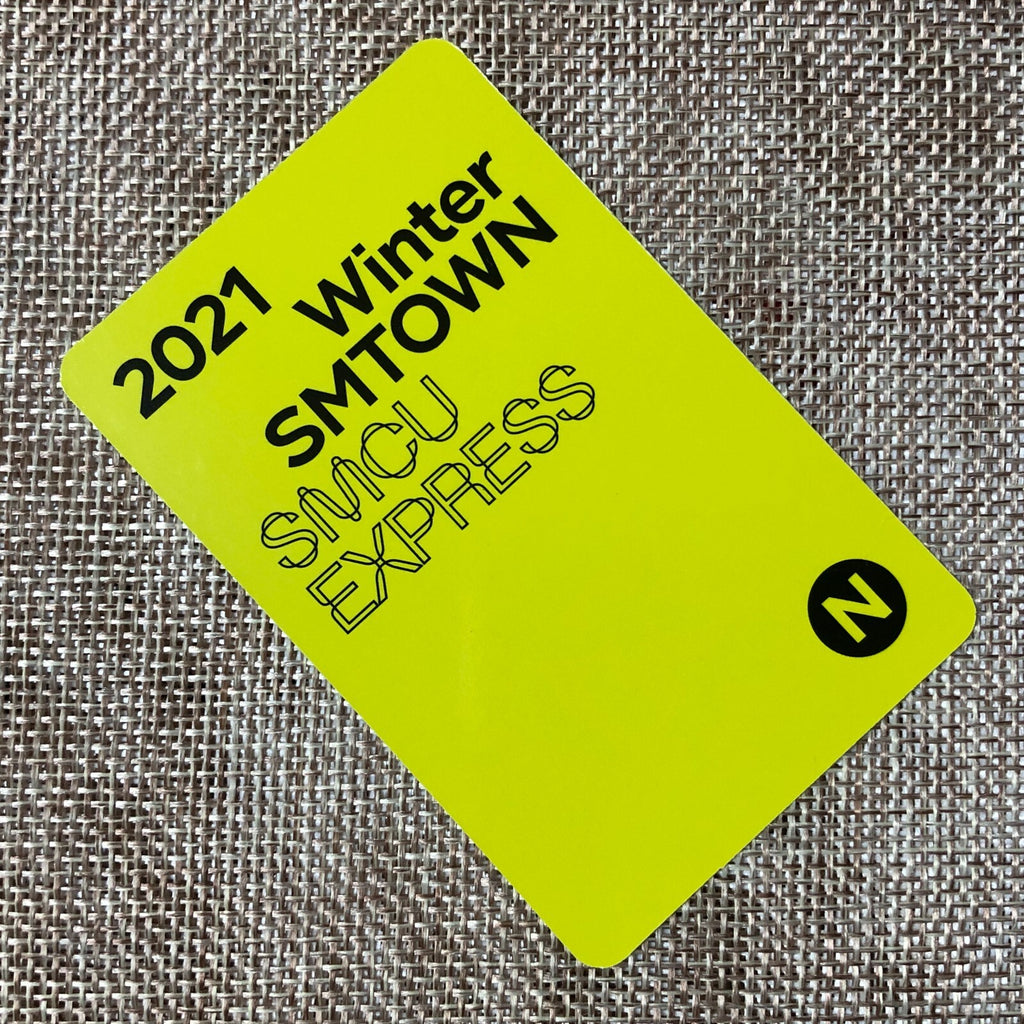 2021
Winter
SMTOWN
SMCU
EXPRESS
N